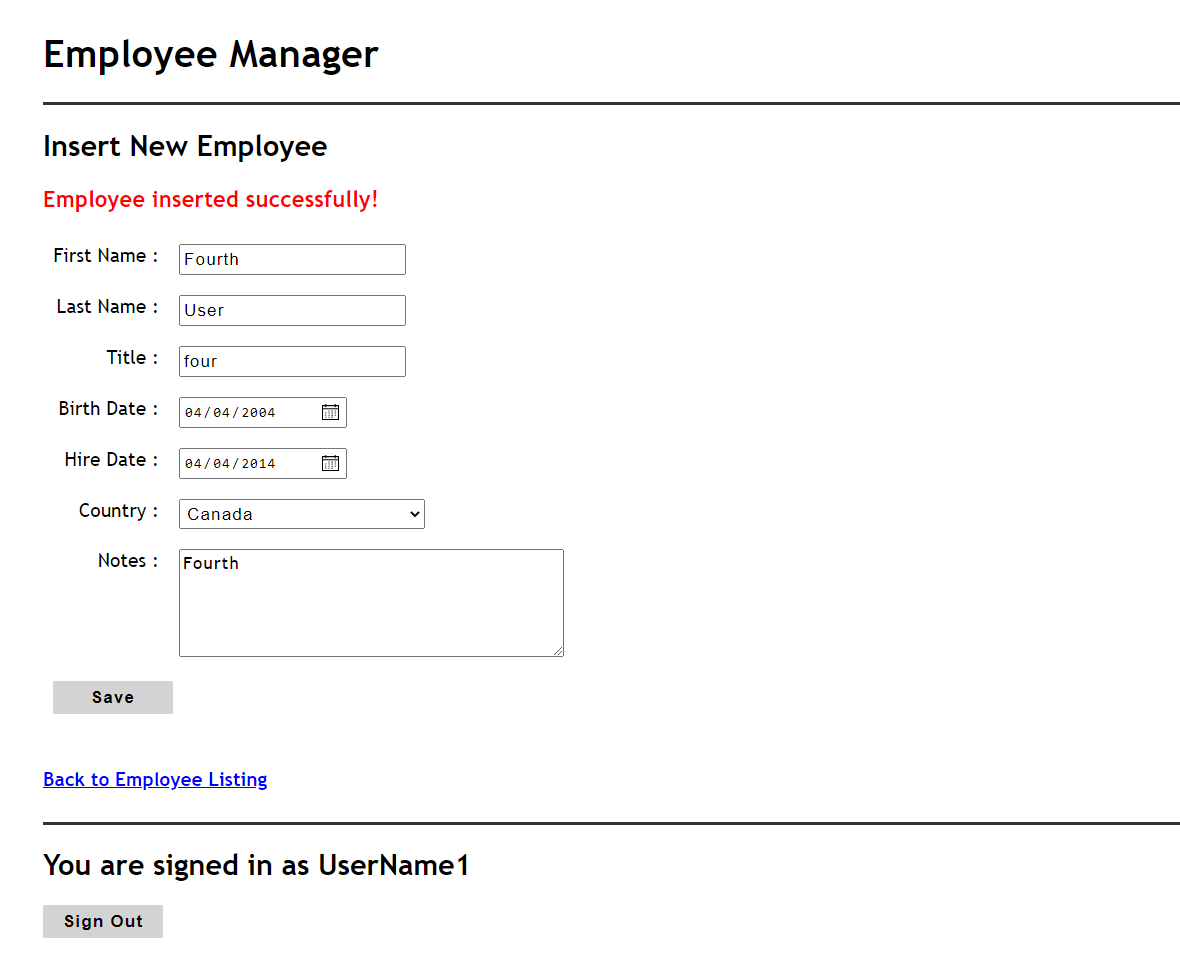 Employee Manager
Insert New Employee
Employee inserted successfully!
First Name : Fourth
Last Name : User
Title : four
Birth Date : 04/04/2004
Hire Date : 04/04/2014
Country : Canada
Notes : Fourth
Save
Back to Employee Listing
You are signed in as UserName1
Sign Out